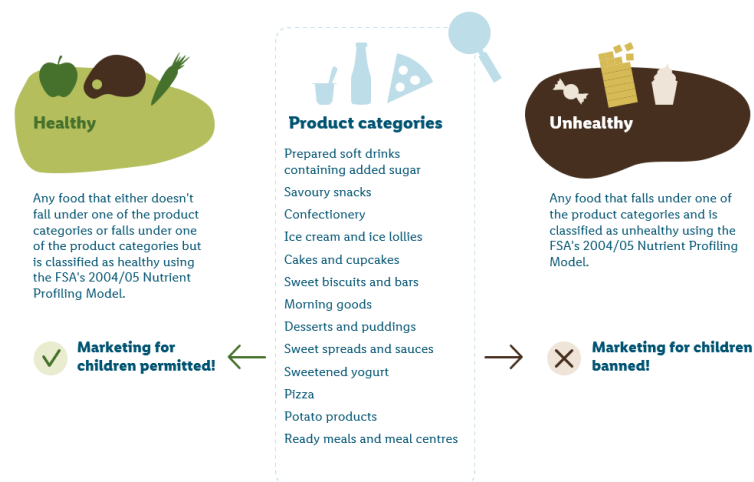 Healthy
Any food that either doesn't
fall under one of the product
categories or falls under one
of the product categories but
is classified as healthy using
the FSA's 2004/05 Nutrient
Profiling Model.
Marketing for
children permitted!
Product categories
Prepared soft drinks
containing added sugar
Savoury snacks
Confectionery
Ice cream and ice lollies
Cakes and cupcakes
Sweet biscuits and bars
Morning goods
Desserts and puddings
Sweet spreads and sauces
Sweetened yogurt
Pizza
Potato products
Ready meals and meal centres
Unhealthy
Any food that falls under one of
the product categories and is
classified as unhealthy using the
FSA's 2004/05 Nutrient Profiling
Model.
Marketing for children
banned!